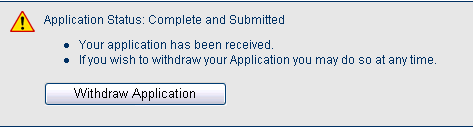 Application Status: Complete and Submitted
Your application has been received.
If you wish to withdraw your Application you may do so at any time.
Withdraw Application